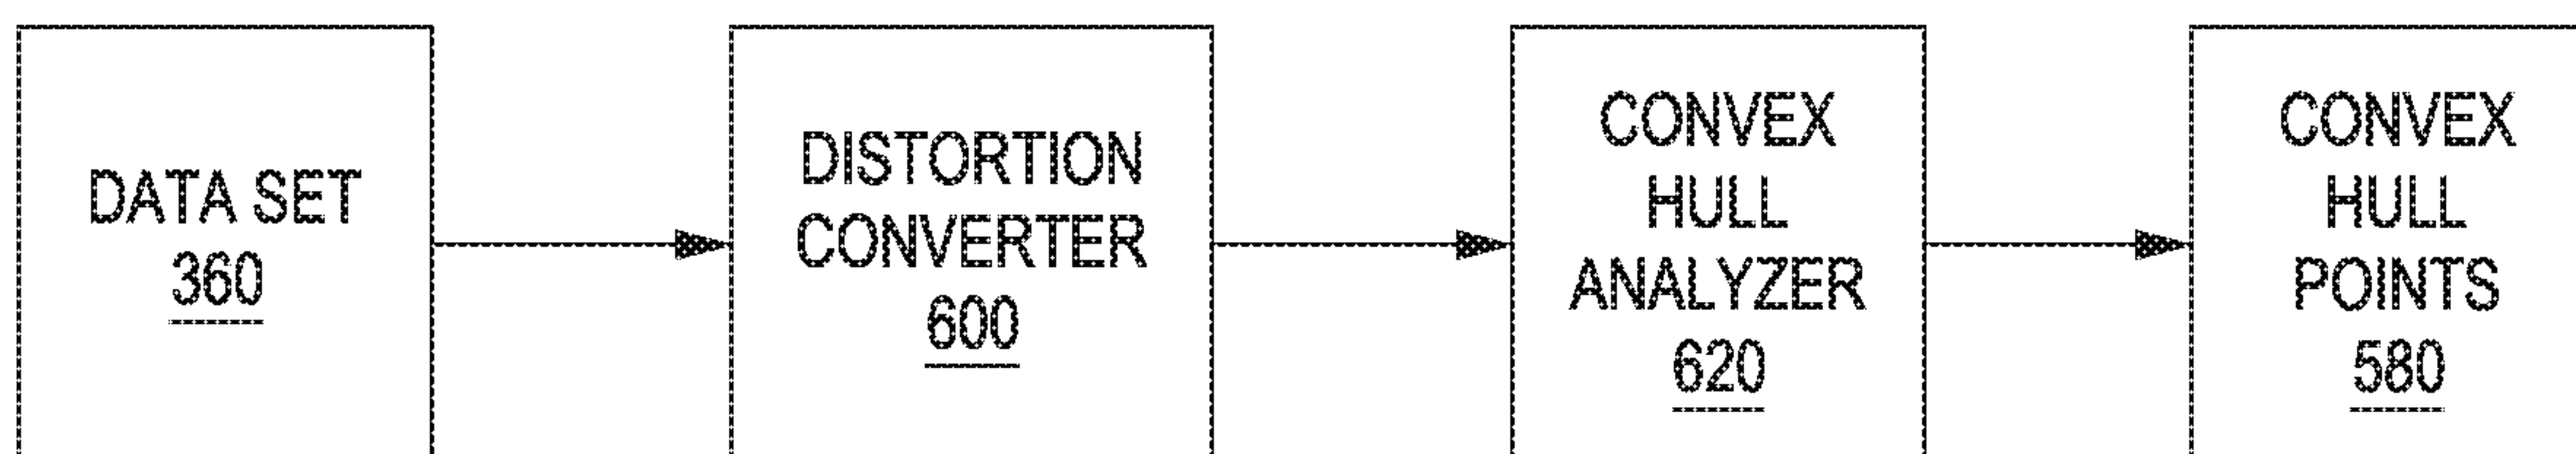 DATA SET
360
DISTORTION
CONVERTER
600
CONVEX
HULL
ANALYZER
620
CONVEX
HULL
POINTS
580